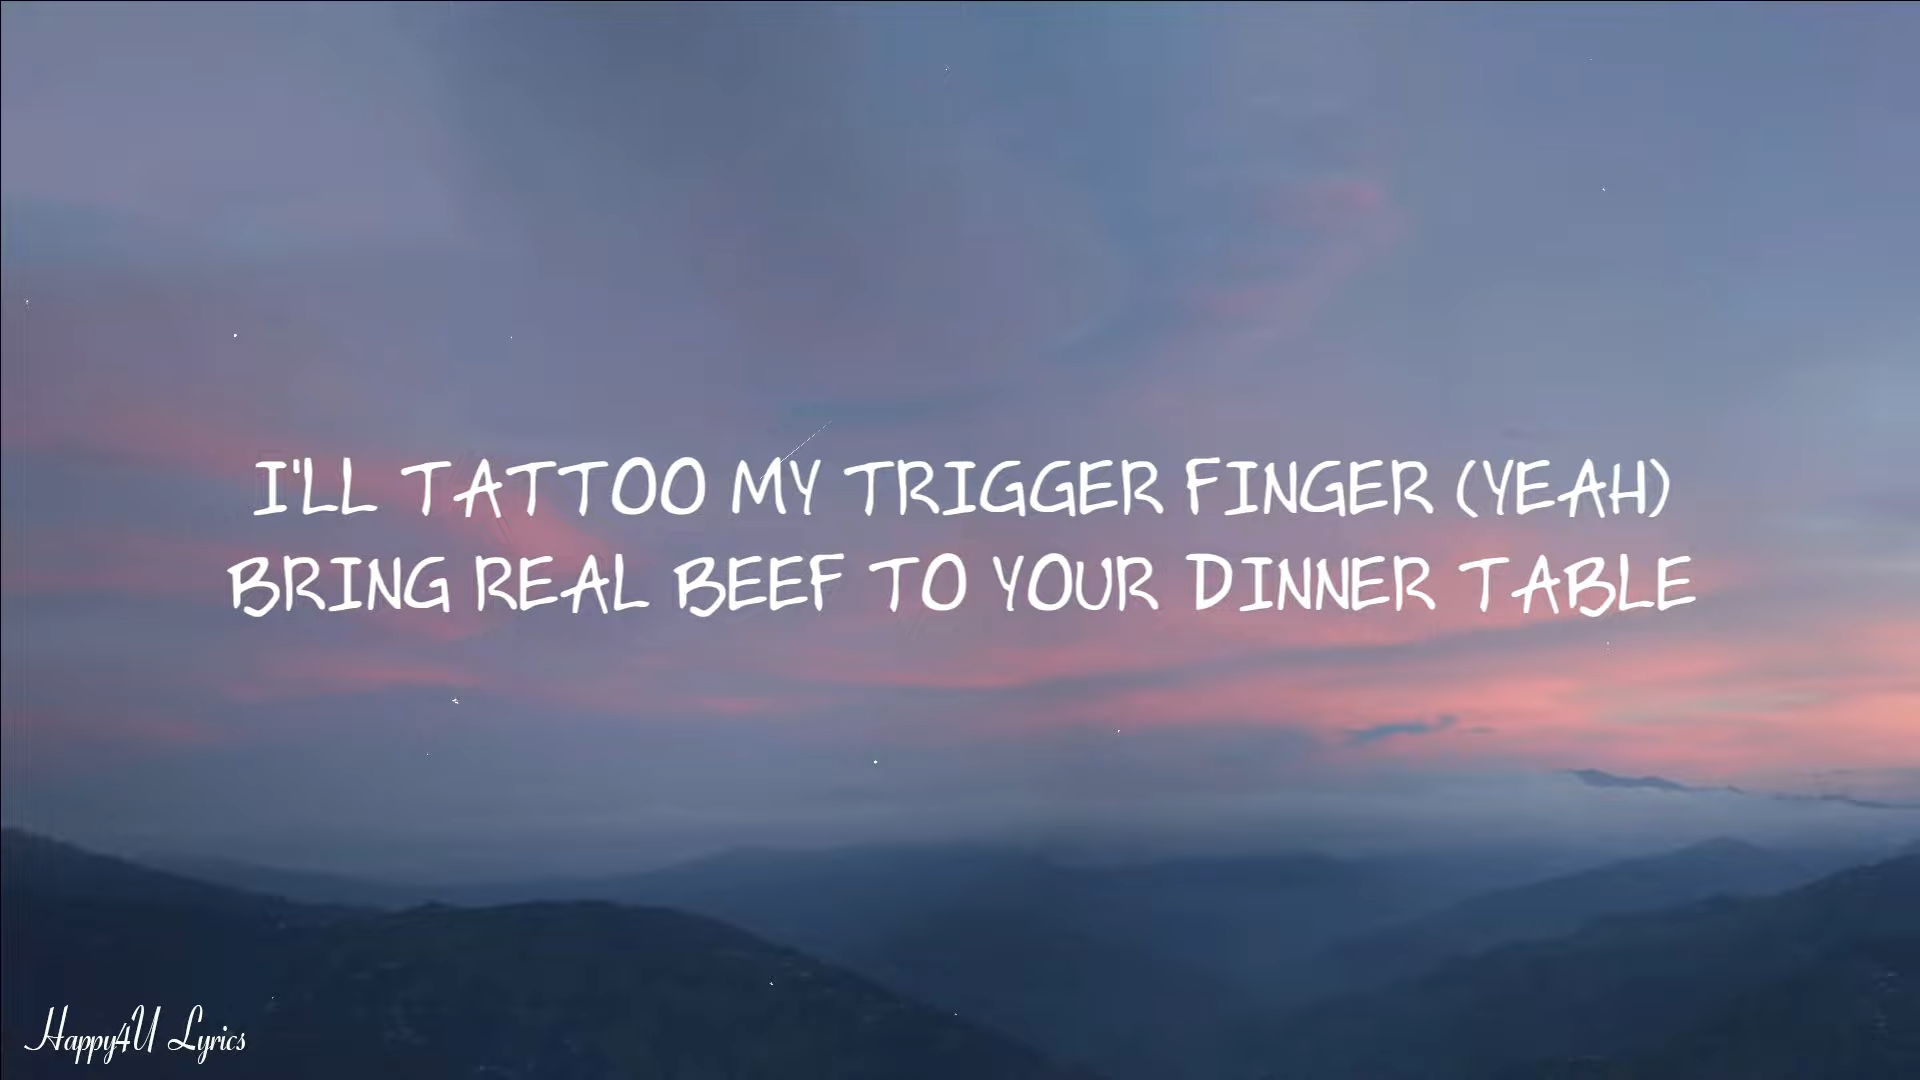 I'LL TATTOO MY TRIGGER FINGER (YEAH)
BRING REAL BEEF TO YOUR DINNER TABLE
Happy4U Lyrics